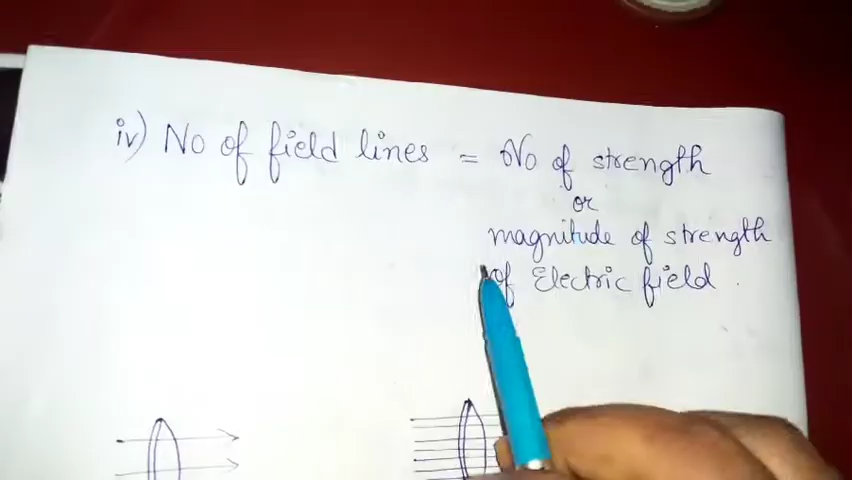 iv) No of field lines = No of strength
or
magnitude of strength
of Electric field.